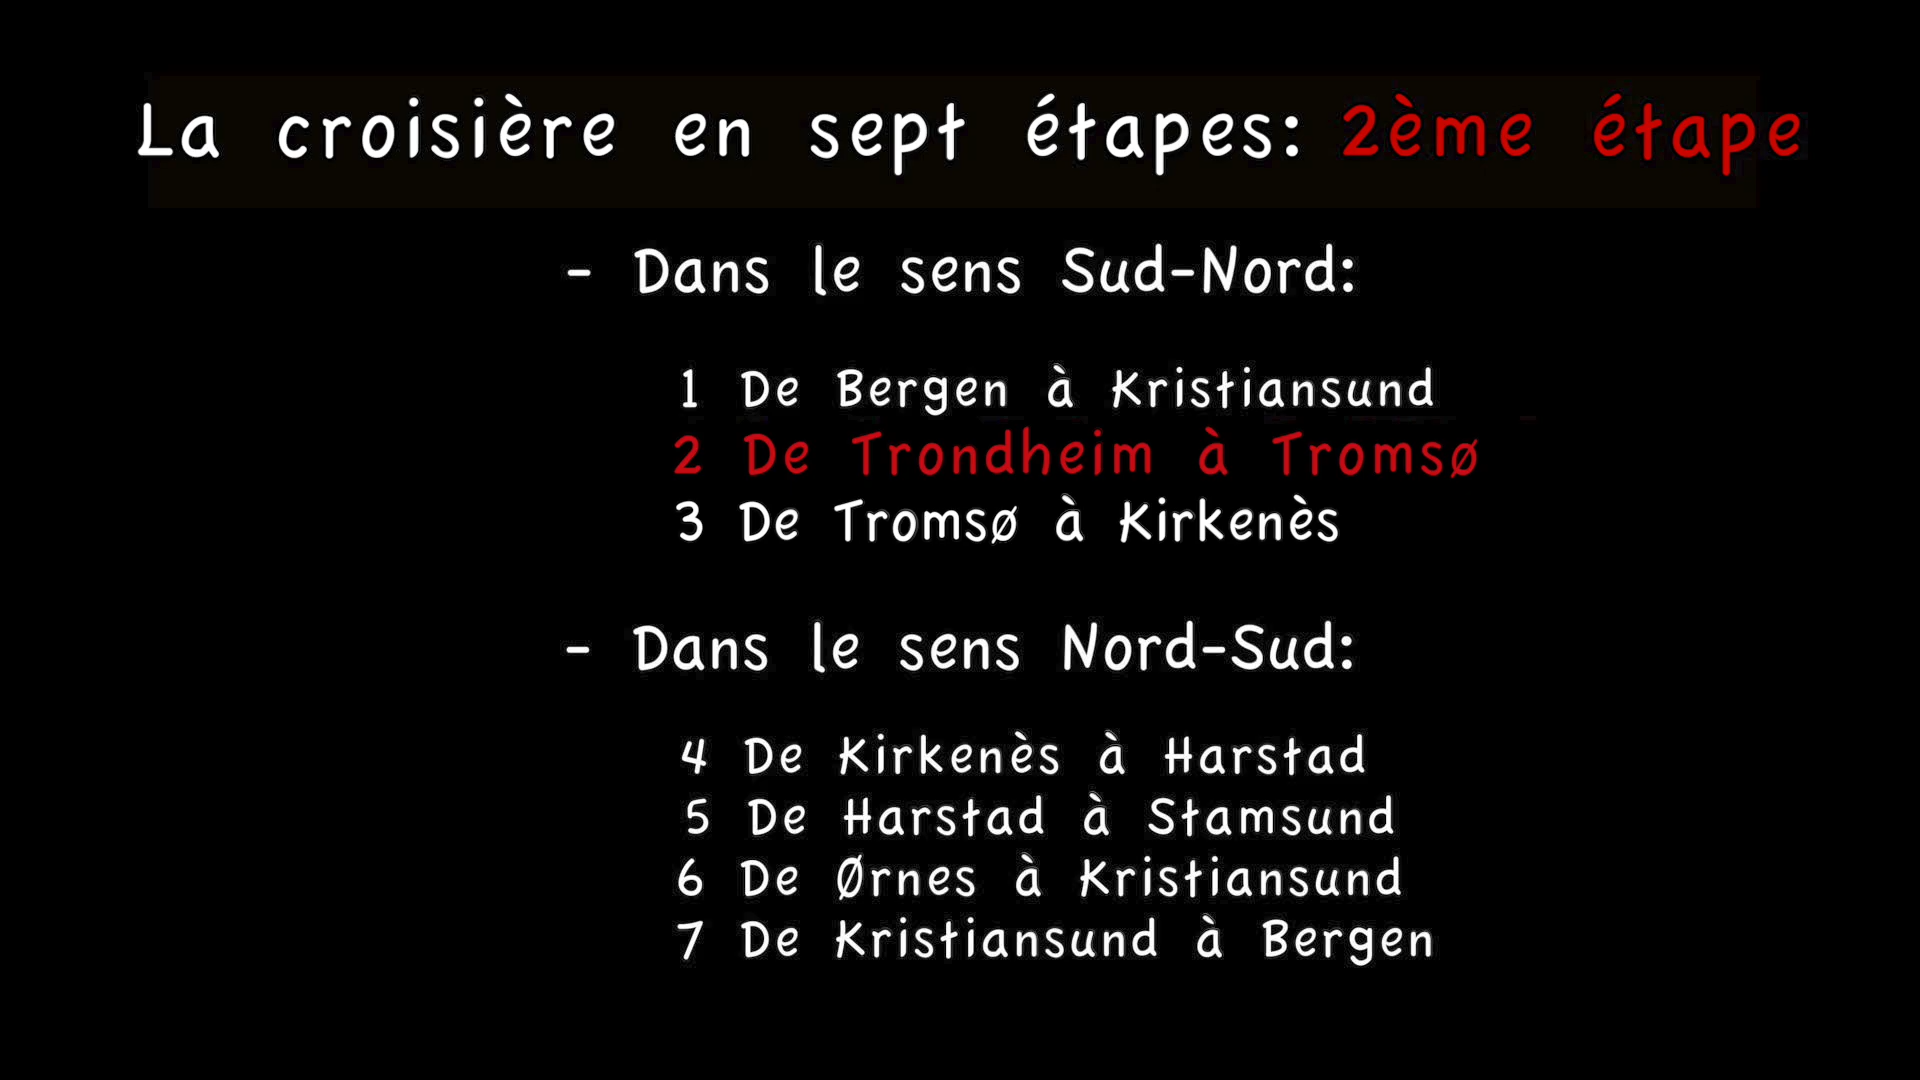 La croisière en sept étapes: 2ème étape
- Dans le sens Sud-Nord:
1 De Bergen à Kristiansund
2 De Trondheim à Tromsø
3 De Tromsø à Kirkenès
- Dans le sens Nord-Sud:
4 De Kirkenès à Harstad
5 De Harstad à Stamsund
6 De Ørnes à Kristiansund
7 De Kristiansund à Bergen